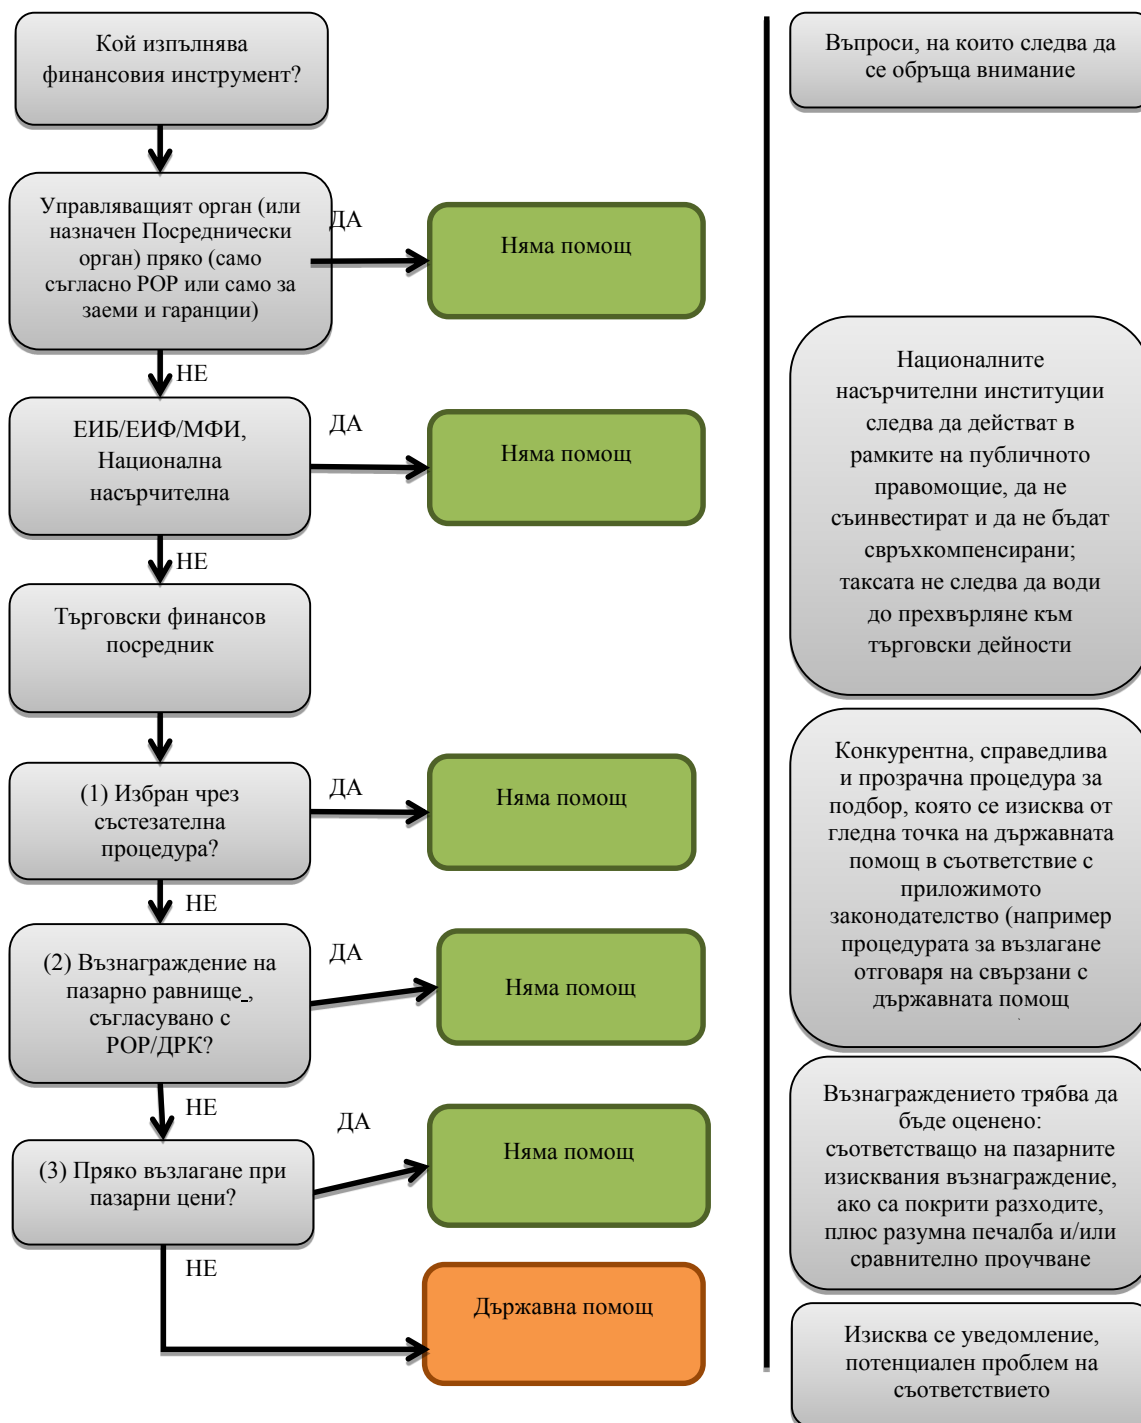 Кой изпълнява
финансовия инструмент?
Управляващият орган (или
назначен Посреднически
орган) пряко (само
съгласно РОР или само за
заеми и гаранции)
ДА
Няма помощ
НЕ
ЕИБ/ЕИФ/МФИ,
Национална
насърчителна
ДА
Няма помощ
НЕ
Търговски финансов
посредник
(1) Избран чрез
състезателна
процедура?
ДА
Няма помощ
НЕ
(2) Възнаграждение на
пазарно равнище ,
съгласувано с
РОР/ДРК?
ДА
Няма помощ
НЕ
(3) Пряко възлагане при
пазарни цени?
ДА
Няма помощ
НЕ
Държавна помощ
Въпроси, на които следва да
се обръща внимание
Националните
насърчителни институции
следва да действат в
рамките на публичното
правомощие, да не
съинвестират и да не бъдат
свръхкомпенсирани;
таксата не следва да води
до прехвърляне към
търговски дейности
Конкурентна, справедлива
и прозрачна процедура за
подбор, която се изисква от
гледна точка на държавната
помощ в съответствие с
приложимото
законодателство (например
процедурата за възлагане
отговаря на свързани с
държавната помощ
Възнаграждението трябва да
бъде оценено:
съответстващо на пазарните
изисквания възнаграждение,
ако са покрити разходите,
плюс разумна печалба и/или
сравнително проучване
Изисква се уведомление,
потенциален проблем на
съответствието